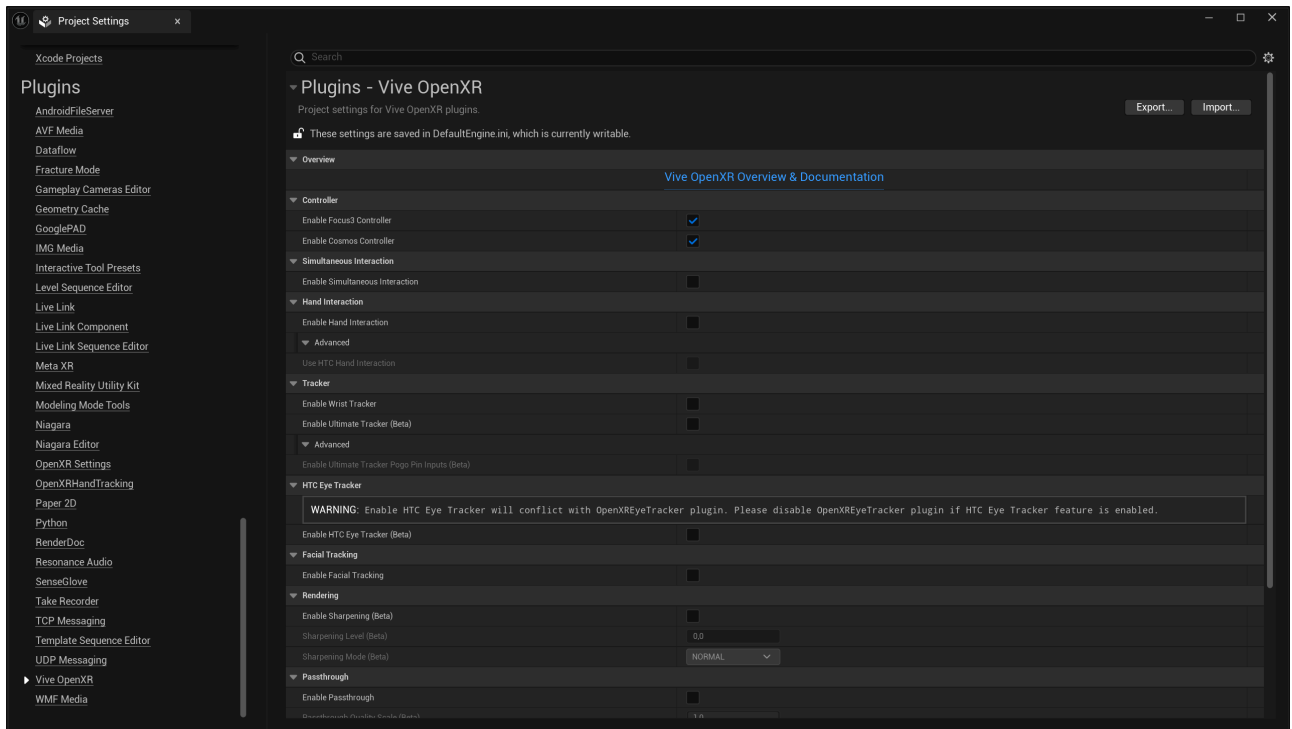 Project Settings
Xcode Projects
Plugins
AndroidFileServer
AVF Media
Dataflow
Fracture Mode
Gameplay Cameras Editor
Geometry Cache
GooglePAD
IMG Media
Interactive Tool Presets
Level Sequence Editor
Live Link
Live Link Component
Live Link Sequence Editor
Meta XR
Mixed Reality Utility Kit
Modeling Mode Tools
Niagara
Niagara Editor
OpenXR Settings
OpenXRHandTracking
Paper 2D
Python
RenderDoc
Resonance Audio
SenseGlove
Take Recorder
TCP Messaging
Template Sequence Editor
UDP Messaging
Vive OpenXR
WMF Media
Search
Plugins - Vive OpenXR
Project settings for Vive OpenXR plugins.
Export... Import...
These settings are saved in DefaultEngine.ini, which is currently writable.
Overview
Vive OpenXR Overview & Documentation
Controller
Enable Focus3 Controller
Enable Cosmos Controller
Simultaneous Interaction
Enable Simultaneous Interaction
Hand Interaction
Enable Hand Interaction
Advanced
Use HTC Hand Interaction
Tracker
Enable Wrist Tracker
Enable Ultimate Tracker (Beta)
Advanced
Enable Ultimate Tracker Pogo Pin Inputs (Beta)
HTC Eye Tracker
WARNING: Enable HTC Eye Tracker will conflict with OpenXREyeTracker plugin. Please disable OpenXREyeTracker plugin if HTC Eye Tracker feature is enabled.
Enable HTC Eye Tracker (Beta)
Facial Tracking
Enable Facial Tracking
Rendering
Enable Sharpening (Beta)
Sharpening Level (Beta) 0,0
Sharpening Mode (Beta) NORMAL
Passthrough
Enable Passthrough
Passthrough Quality Scale (Beta) 1,0